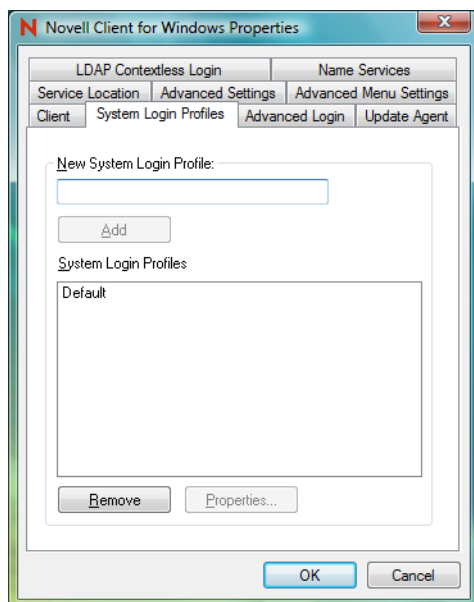 Novell Client for Windows Properties
LDAP Contextless Login Name Services
Service Location Advanced Settings Advanced Menu Settings
Client System Login Profiles Advanced Login Update Agent
New System Login Profile:
Add
System Login Profiles
Default
Remove Properties...
OK Cancel